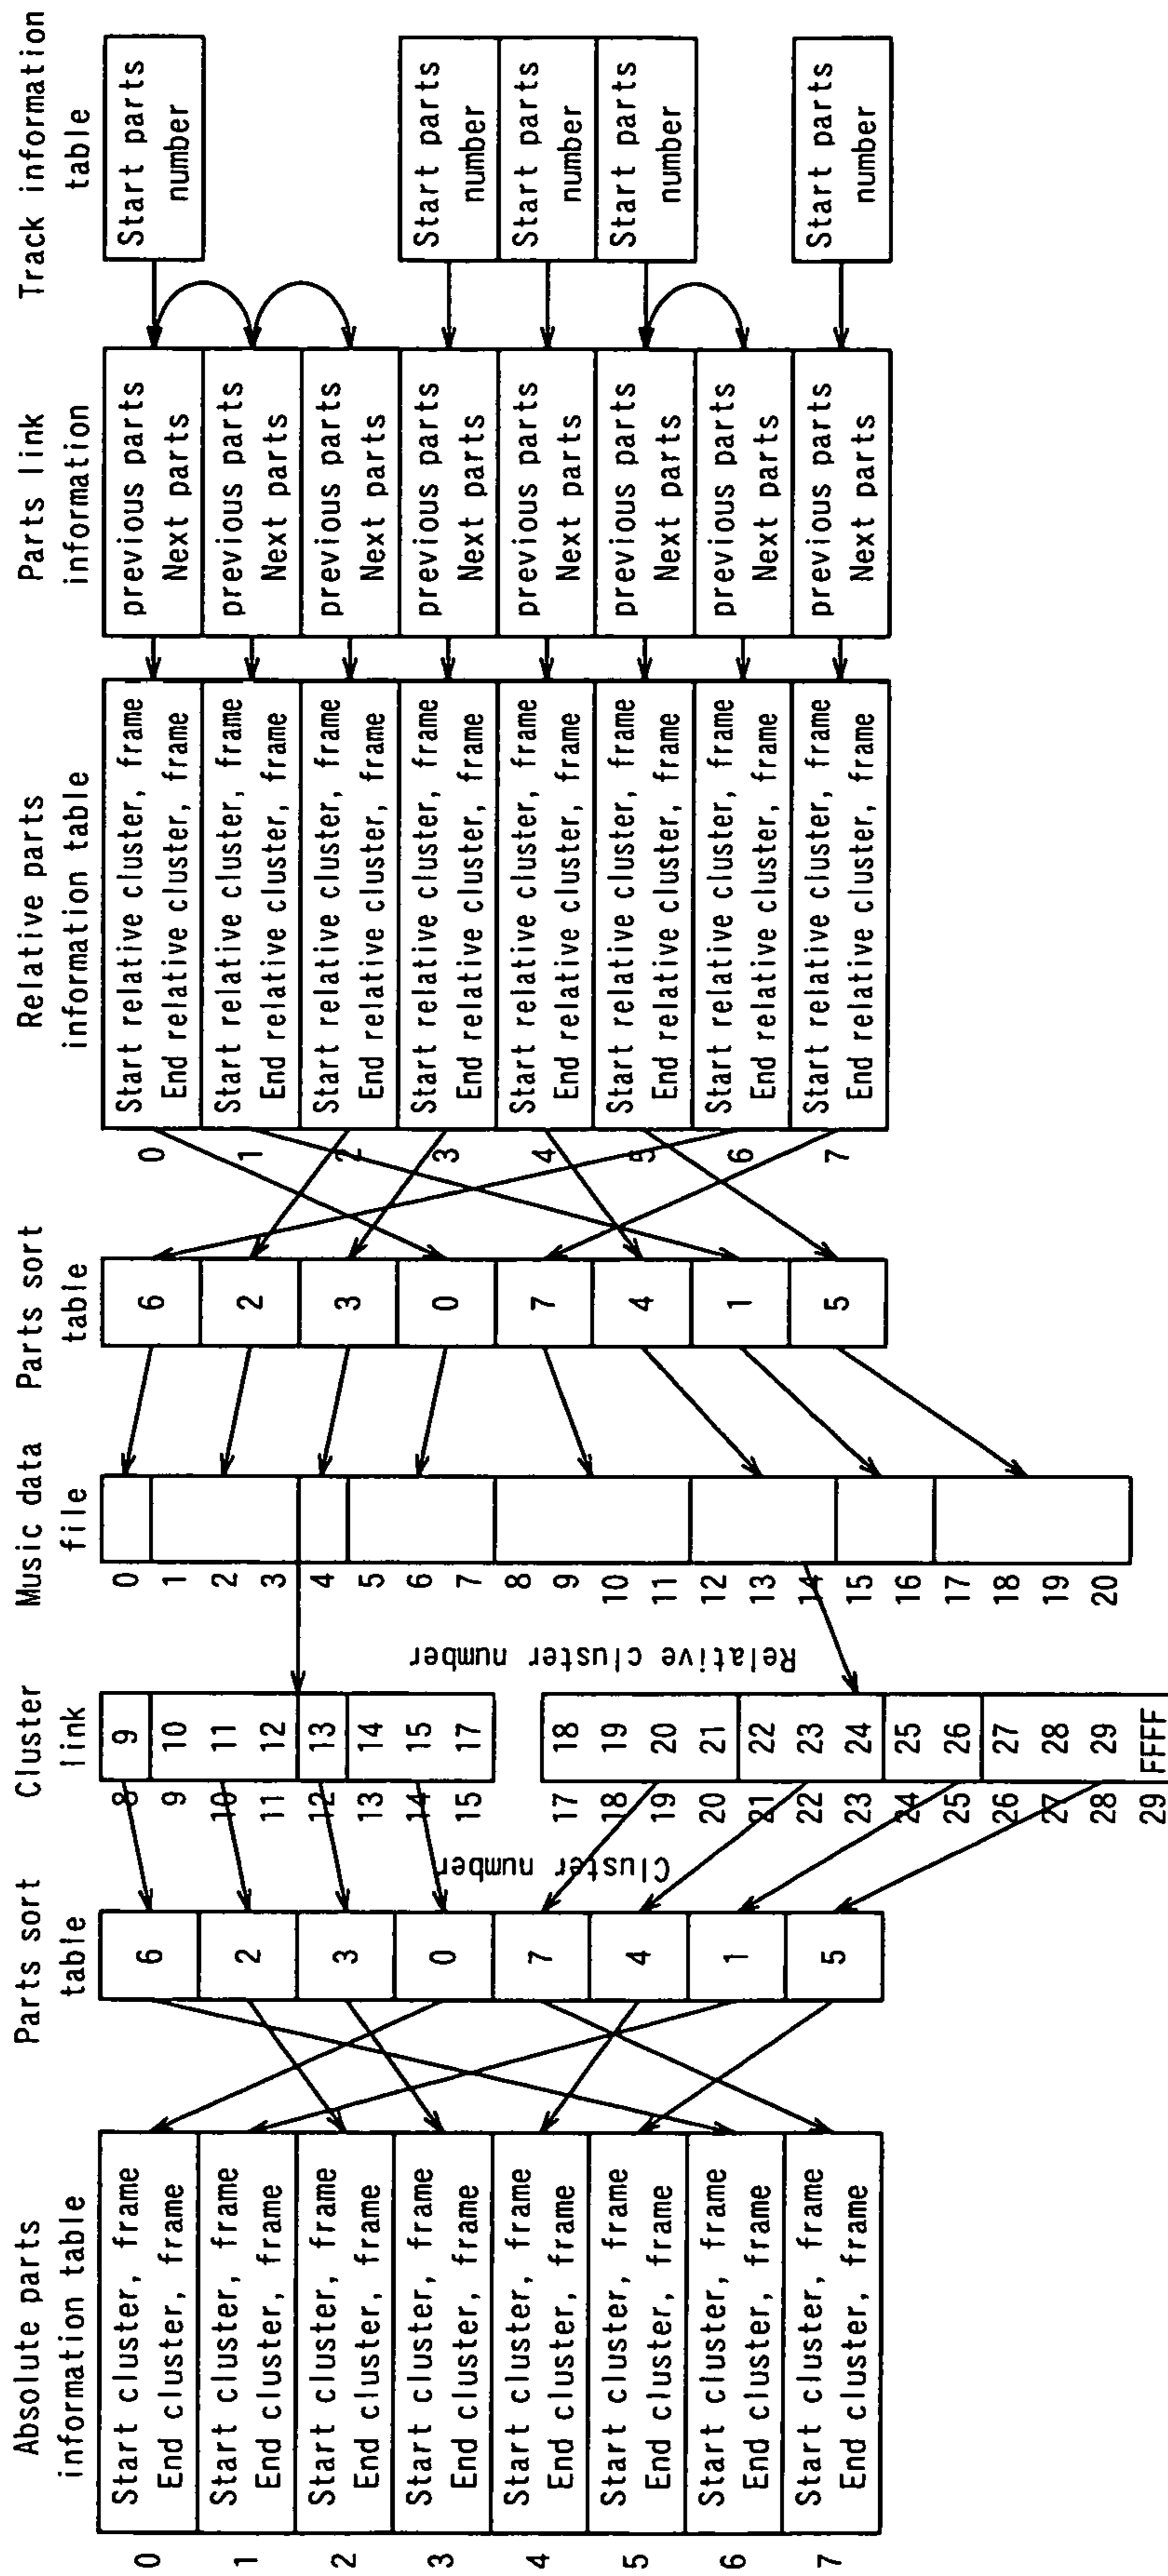 Absolute parts
information table
0
Start cluster, frame
End cluster, frame
1
Start cluster, frame
End cluster, frame
2
Start cluster, frame
End cluster, frame
3
Start cluster, frame
End cluster, frame
4
Start cluster, frame
End cluster, frame
5
Start cluster, frame
End cluster, frame
6
Start cluster, frame
End cluster, frame
7
Start cluster, frame
End cluster, frame
Parts sort
table
6
2
3
0
7
4
1
5
Cluster number
Cluster
link
8 9
9 10
10 11
11 12
12 13
13 14
14 15
15 17
17 18
18 19
19 20
20 21
21 22
22 23
23 24
24 25
25 26
26 27
27 28
28 29
29 FFFF
Relative cluster number
Music data
file
0
1
2
3
4
5
6
7
8
9
10
11
12
13
14
15
16
17
18
19
20
Parts sort
table
6
2
3
0
7
4
1
5
Relative parts
information table
0
Start relative cluster, frame
End relative cluster, frame
1
Start relative cluster, frame
End relative cluster, frame
2
Start relative cluster, frame
End relative cluster, frame
3
Start relative cluster, frame
End relative cluster, frame
4
Start relative cluster, frame
End relative cluster, frame
5
Start relative cluster, frame
End relative cluster, frame
6
Start relative cluster, frame
End relative cluster, frame
7
Start relative cluster, frame
End relative cluster, frame
Parts link
information
previous parts
Next parts
previous parts
Next parts
previous parts
Next parts
previous parts
Next parts
previous parts
Next parts
previous parts
Next parts
previous parts
Next parts
previous parts
Next parts
Track information
table
Start parts
number
Start parts
number
Start parts
number
Start parts
number
Start parts
number